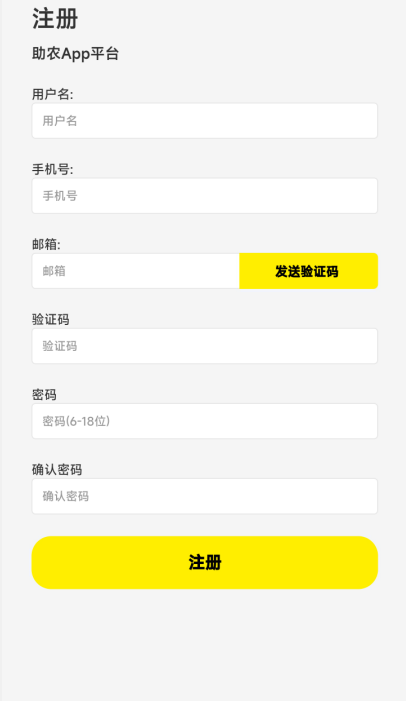 注册
助农App平台
用户名:
用户名
手机号:
手机号
邮箱:
邮箱 发送验证码
验证码
验证码
密码
密码(6-18位)
确认密码
确认密码
注册